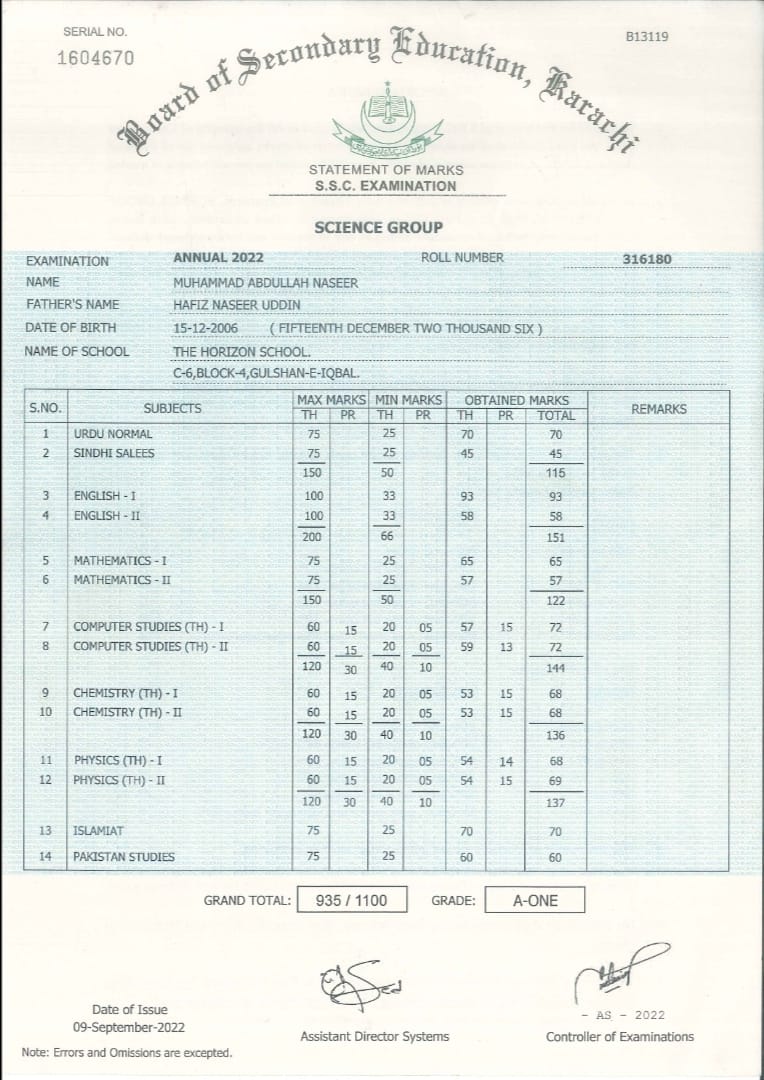 SERIAL NO.
1604670
B13119
Board of Secondary Education, Karachi
STATEMENT OF MARKS
S.S.C. EXAMINATION
SCIENCE GROUP
EXAMINATION ANNUAL 2022 ROLL NUMBER 316180
NAME MUHAMMAD ABDULLAH NASEER
FATHER'S NAME HAFIZ NASEER UDDIN
DATE OF BIRTH 15-12-2006 ( FIFTEENTH DECEMBER TWO THOUSAND SIX )
NAME OF SCHOOL THE HORIZON SCHOOL.
C-6,BLOCK-4,GULSHAN-E-IQBAL.
S.NO. SUBJECTS MAX MARKS MIN MARKS OBTAINED MARKS REMARKS
TH PR TH PR TH PR TOTAL
1 URDU NORMAL 75 25 70 70
2 SINDHI SALEES 75 25 45 45
150 50 115
3 ENGLISH - I 100 33 93 93
4 ENGLISH - II 100 33 58 58
200 66 151
5 MATHEMATICS - I 75 25 65 65
6 MATHEMATICS - II 75 25 57 57
150 50 122
7 COMPUTER STUDIES (TH) - I 60 15 20 05 57 15 72
8 COMPUTER STUDIES (TH) - II 60 15 20 05 59 13 72
120 30 40 10 144
9 CHEMISTRY (TH) - I 60 15 20 05 53 15 68
10 CHEMISTRY (TH) - II 60 15 20 05 53 15 68
120 30 40 10 136
11 PHYSICS (TH) - I 60 15 20 05 54 14 68
12 PHYSICS (TH) - II 60 15 20 05 54 15 69
120 30 40 10 137
13 ISLAMIAT 75 25 70 70
14 PAKISTAN STUDIES 75 25 60 60
GRAND TOTAL: 935 / 1100 GRADE: A-ONE
- AS - 2022
Date of Issue
09-September-2022
Assistant Director Systems
Controller of Examinations
Note: Errors and Omissions are excepted.